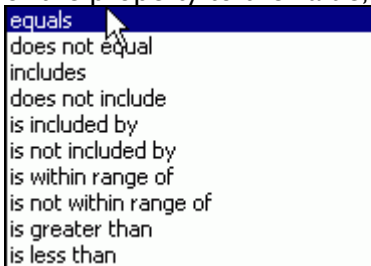 equals
does not equal
includes
does not include
is included by
is not included by
is within range of
is not within range of
is greater than
is less than